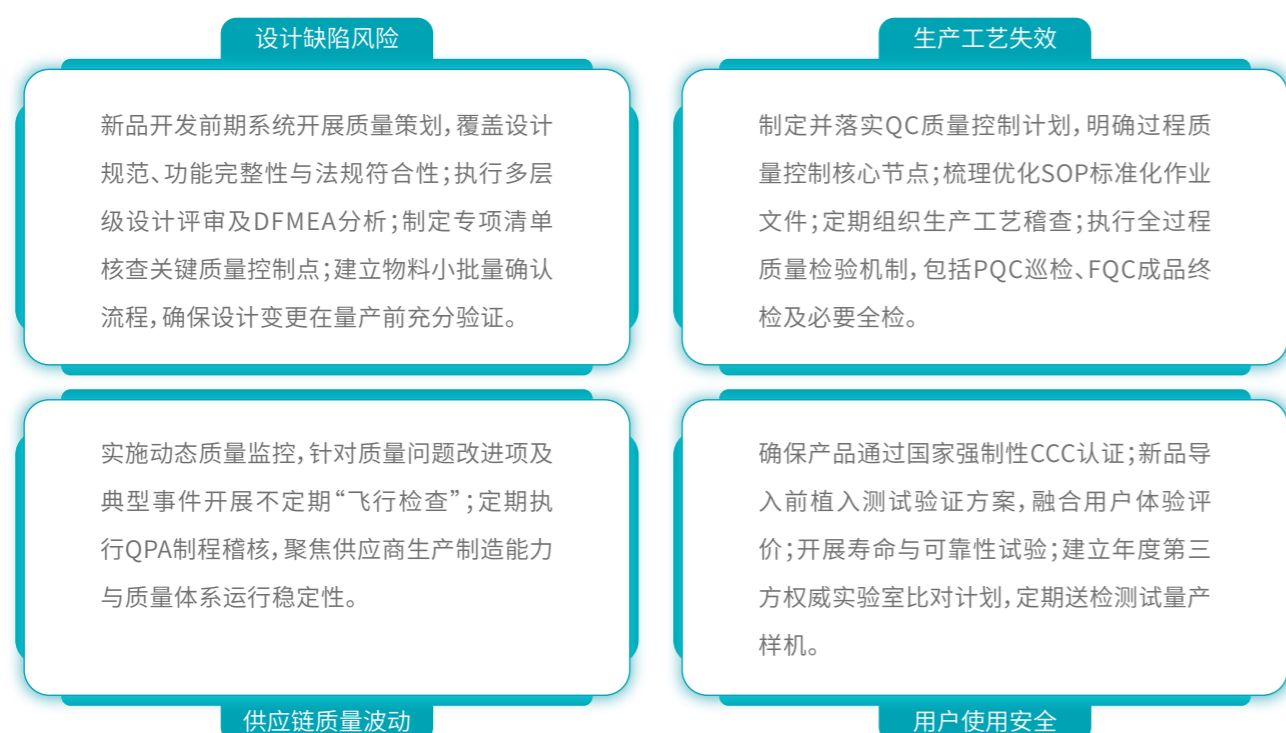 设计缺陷风险
新品开发前期系统开展质量策划,覆盖设计
规范、功能完整性与法规符合性;执行多层
级设计评审及DFMEA分析;制定专项清单
核查关键质量控制点;建立物料小批量确认
流程,确保设计变更在量产前充分验证。
生产工艺失效
制定并落实QC质量控制计划,明确过程质
量控制核心节点;梳理优化SOP标准化作业
文件;定期组织生产工艺稽查;执行全过程
质量检验机制,包括PQC巡检、FQC成品终
检及必要全检。
实施动态质量监控,针对质量问题改进项及
典型事件开展不定期“飞行检查”;定期执
行QPA制程稽核,聚焦供应商生产制造能力
与质量体系运行稳定性。
供应链质量波动
确保产品通过国家强制性CCC认证;新品导
入前植入测试验证方案,融合用户体验评
价;开展寿命与可靠性试验;建立年度第三
方权威实验室比对计划,定期送检测试量产
样机。
用户使用安全